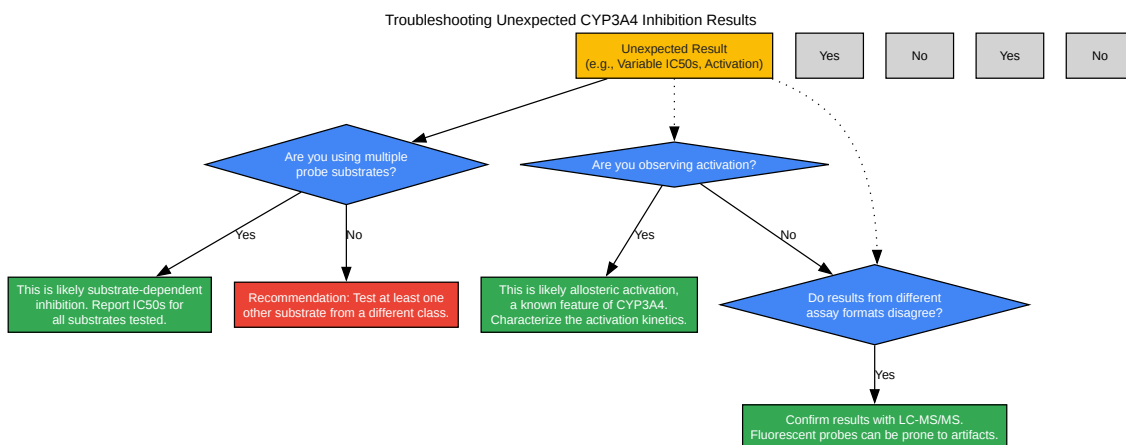 Troubleshooting Unexpected CYP3A4 Inhibition Results
Unexpected Result
(e.g., Variable IC50s, Activation)
Yes
No
Yes
No
Are you using multiple
probe substrates?
Are you observing activation?
Yes
No
Yes
No
This is likely substrate-dependent
inhibition. Report IC50s for
all substrates tested.
Recommendation: Test at least one
other substrate from a different class.
This is likely allosteric activation,
a known feature of CYP3A4.
Characterize the activation kinetics.
Do results from different
assay formats disagree?
Yes
Confirm results with LC-MS/MS.
Fluorescent probes can be prone to artifacts.